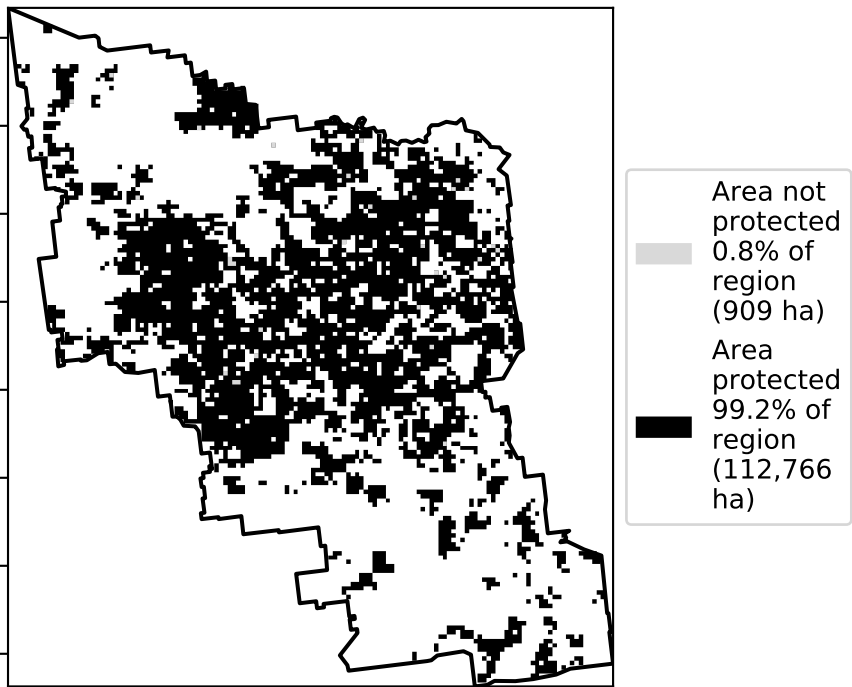 Area not
protected
0.8% of
region
(909 ha)
Area
protected
99.2% of
region
(112,766
ha)